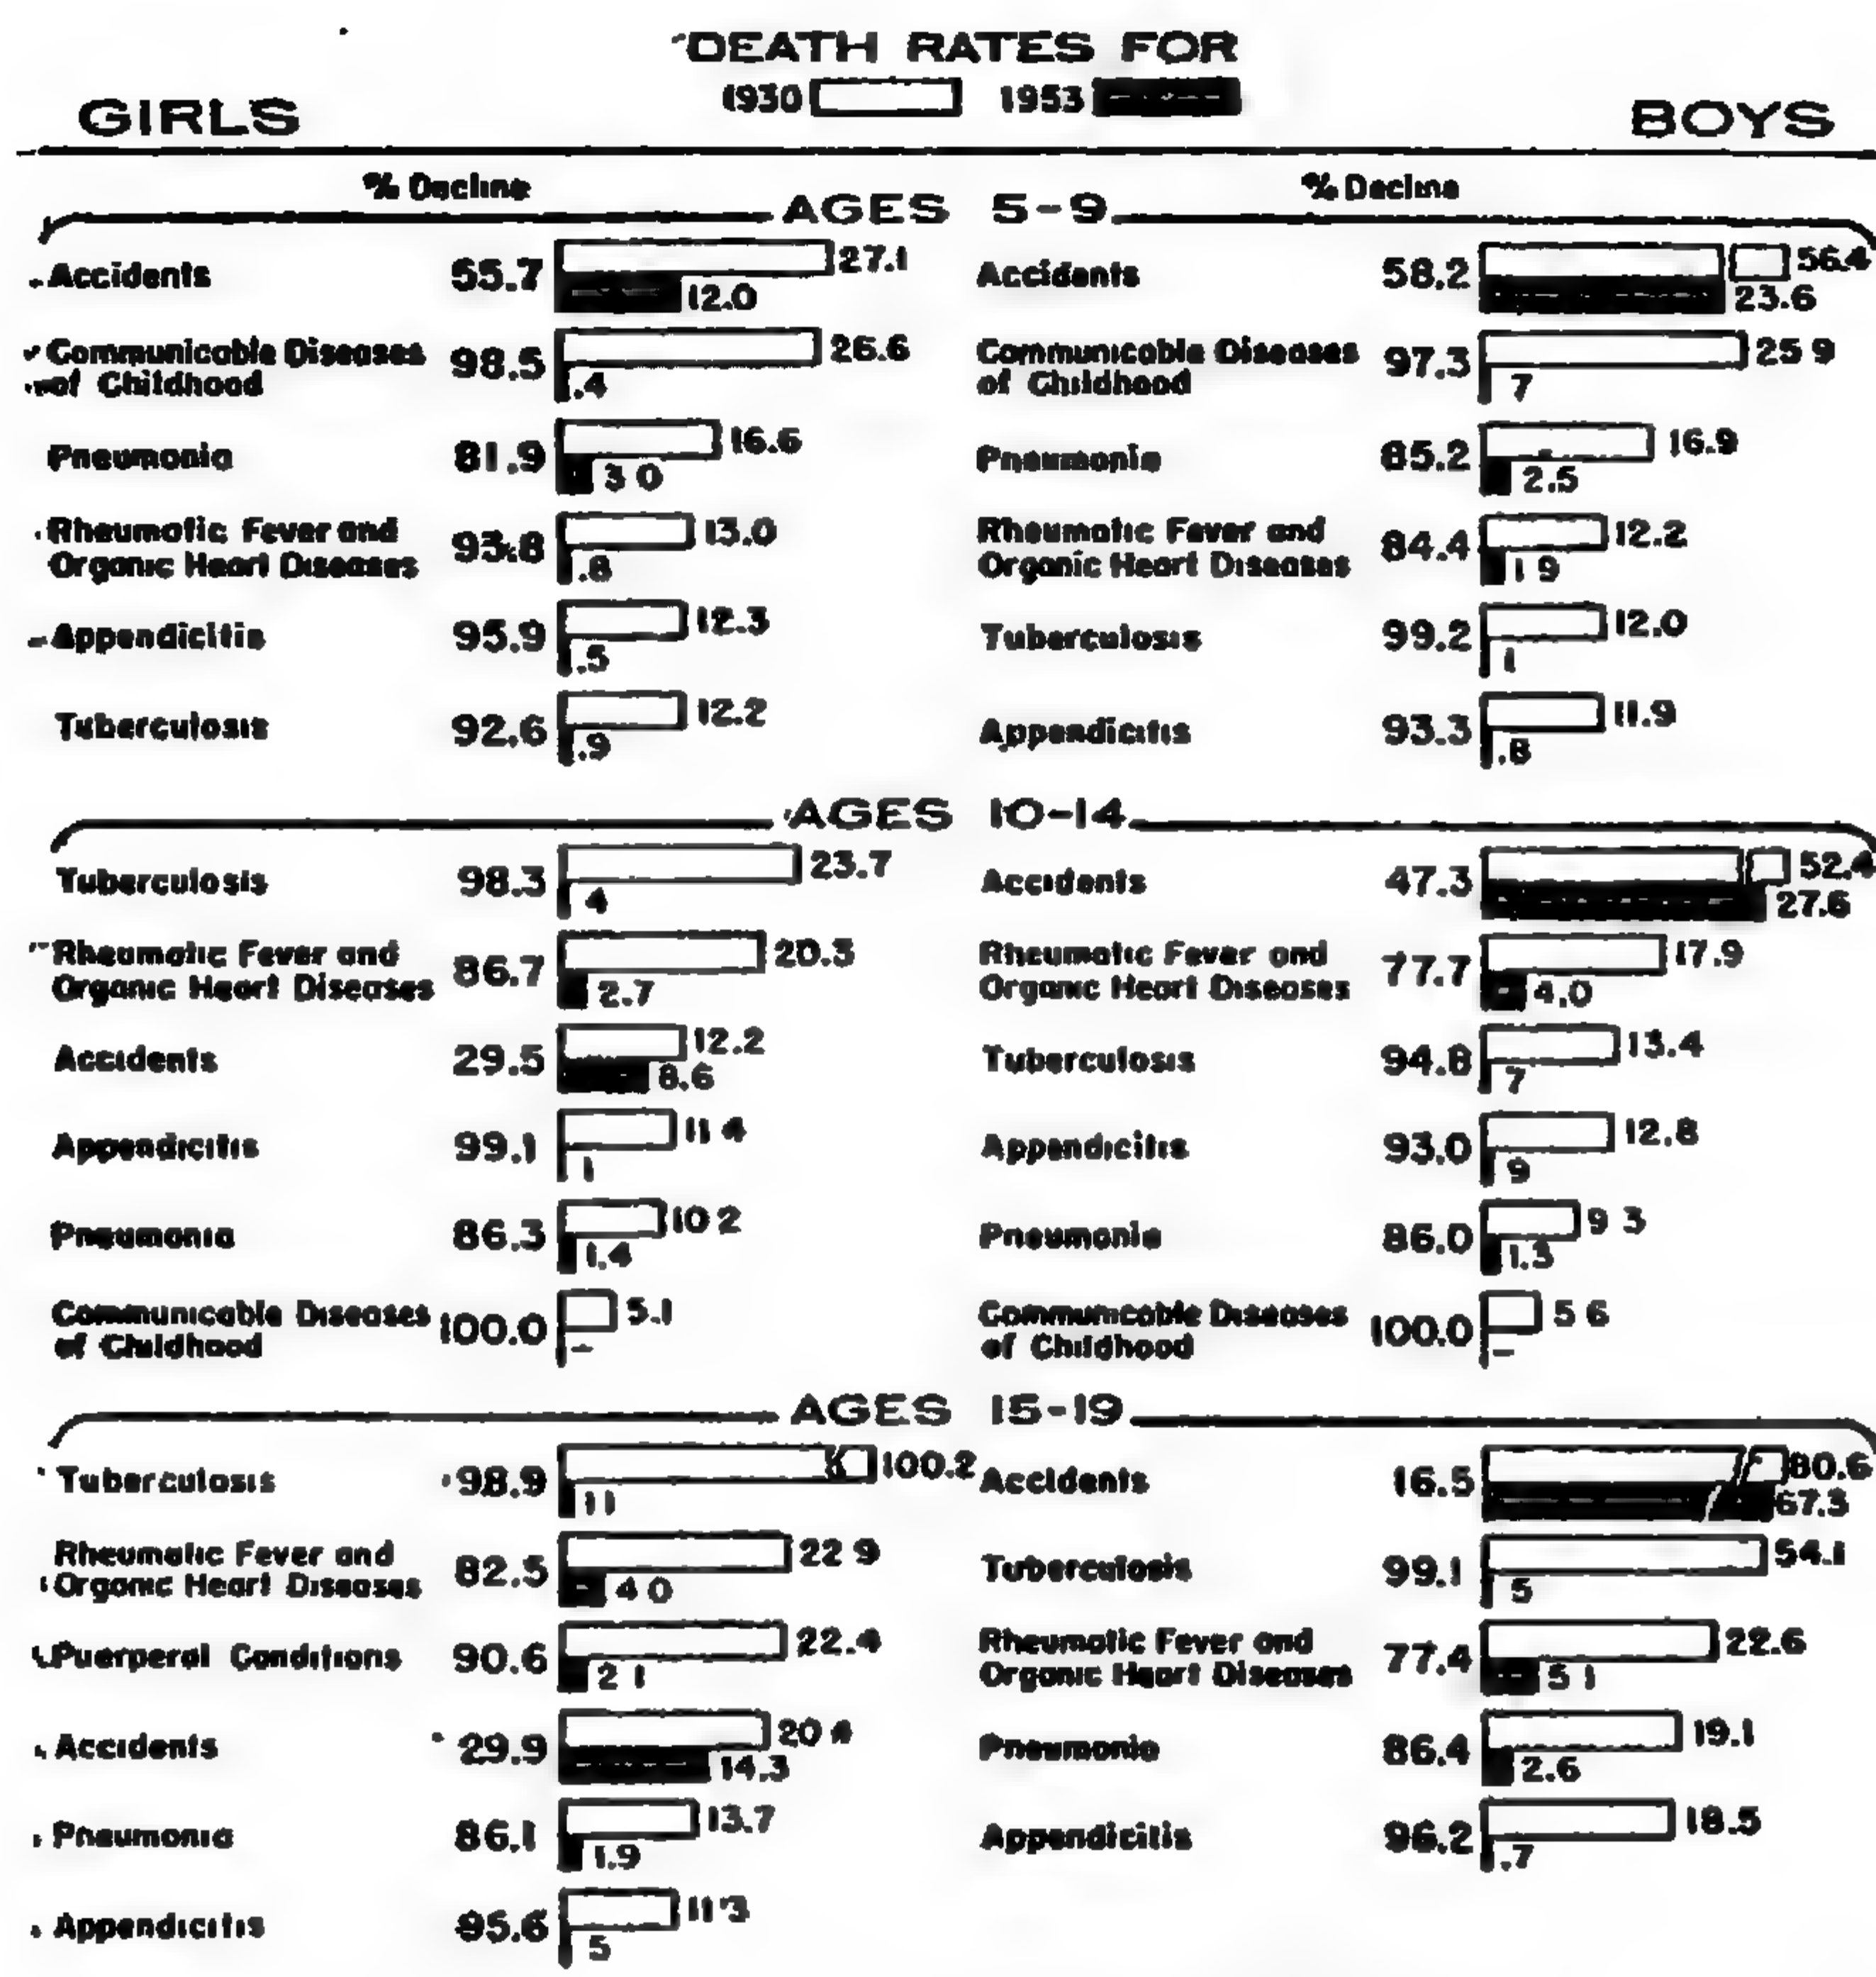 DEATH RATES FOR
1930 1953
GIRLS
BOYS
% Decline
% Decline
AGES 5-9
Accidents 55.7 27.1
12.0
Communicable Diseases
of Childhood 98.5 26.6
.4
Pneumonia 81.9 16.6
3 0
Rheumatic Fever and
Organic Heart Diseases 93.8 13.0
.8
Appendicitis 95.9 12.3
.5
Tuberculosis 92.6 12.2
.9
Accidents 58.2 56.4
23.6
Communicable Diseases
of Childhood 97.3 25 9
7
Pneumonia 85.2 16.9
2.5
Rheumatic Fever and
Organic Heart Diseases 84.4 12.2
1 9
Tuberculosis 99.2 12.0
1
Appendicitis 93.3 11.9
.8
AGES 10-14
Tuberculosis 98.3 23.7
4
Rheumatic Fever and
Organic Heart Diseases 86.7 20.3
2.7
Accidents 29.5 12.2
8.6
Appendicitis 99.1 11 4
1
Pneumonia 86.3 10 2
1.4
Communicable Diseases
of Childhood 100.0 5.1
-
Accidents 47.3 52.4
27.6
Rheumatic Fever and
Organic Heart Diseases 77.7 17.9
4.0
Tuberculosis 94.8 13.4
7
Appendicitis 93.0 12.8
9
Pneumonia 86.0 9 3
1.3
Communicable Diseases
of Childhood 100.0 5 6
-
AGES 15-19
Tuberculosis 98.9 100.2
11
Rheumatic Fever and
Organic Heart Diseases 82.5 22 9
4 0
Puerperal Conditions 90.6 22.4
2 1
Accidents 29.9 20 4
14.3
Pneumonia 86.1 13.7
1.9
Appendicitis 95.6 11 3
5
Accidents 16.5 80.6
67.3
Tuberculosis 99.1 54.1
5
Rheumatic Fever and
Organic Heart Diseases 77.4 22.6
5 1
Pneumonia 86.4 19.1
2.6
Appendicitis 96.2 18.5
.7